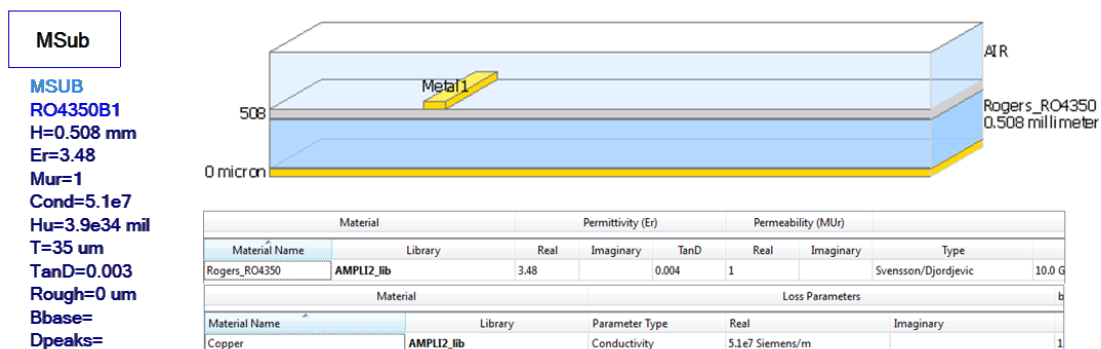 MSub
MSUB
RO4350B1
H=0.508 mm
Er=3.48
Mur=1
Cond=5.1e7
Hu=3.9e34 mil
T=35 um
TanD=0.003
Rough=0 um
Bbase=
Dpeaks=
AIR
Metal1
508
Rogers_RO4350
0.508 millimeter
0 micron
Material Permittivity (Er) Permeability (MUr)
Material Name Library Real Imaginary TanD Real Imaginary Type
Rogers_RO4350 AMPLI2_lib 3.48 0.004 1 Svensson/Djordjevic 10.0 G
Material Loss Parameters
Material Name Library Parameter Type Real Imaginary
Copper AMPLI2_lib Conductivity 5.1e7 Siemens/m